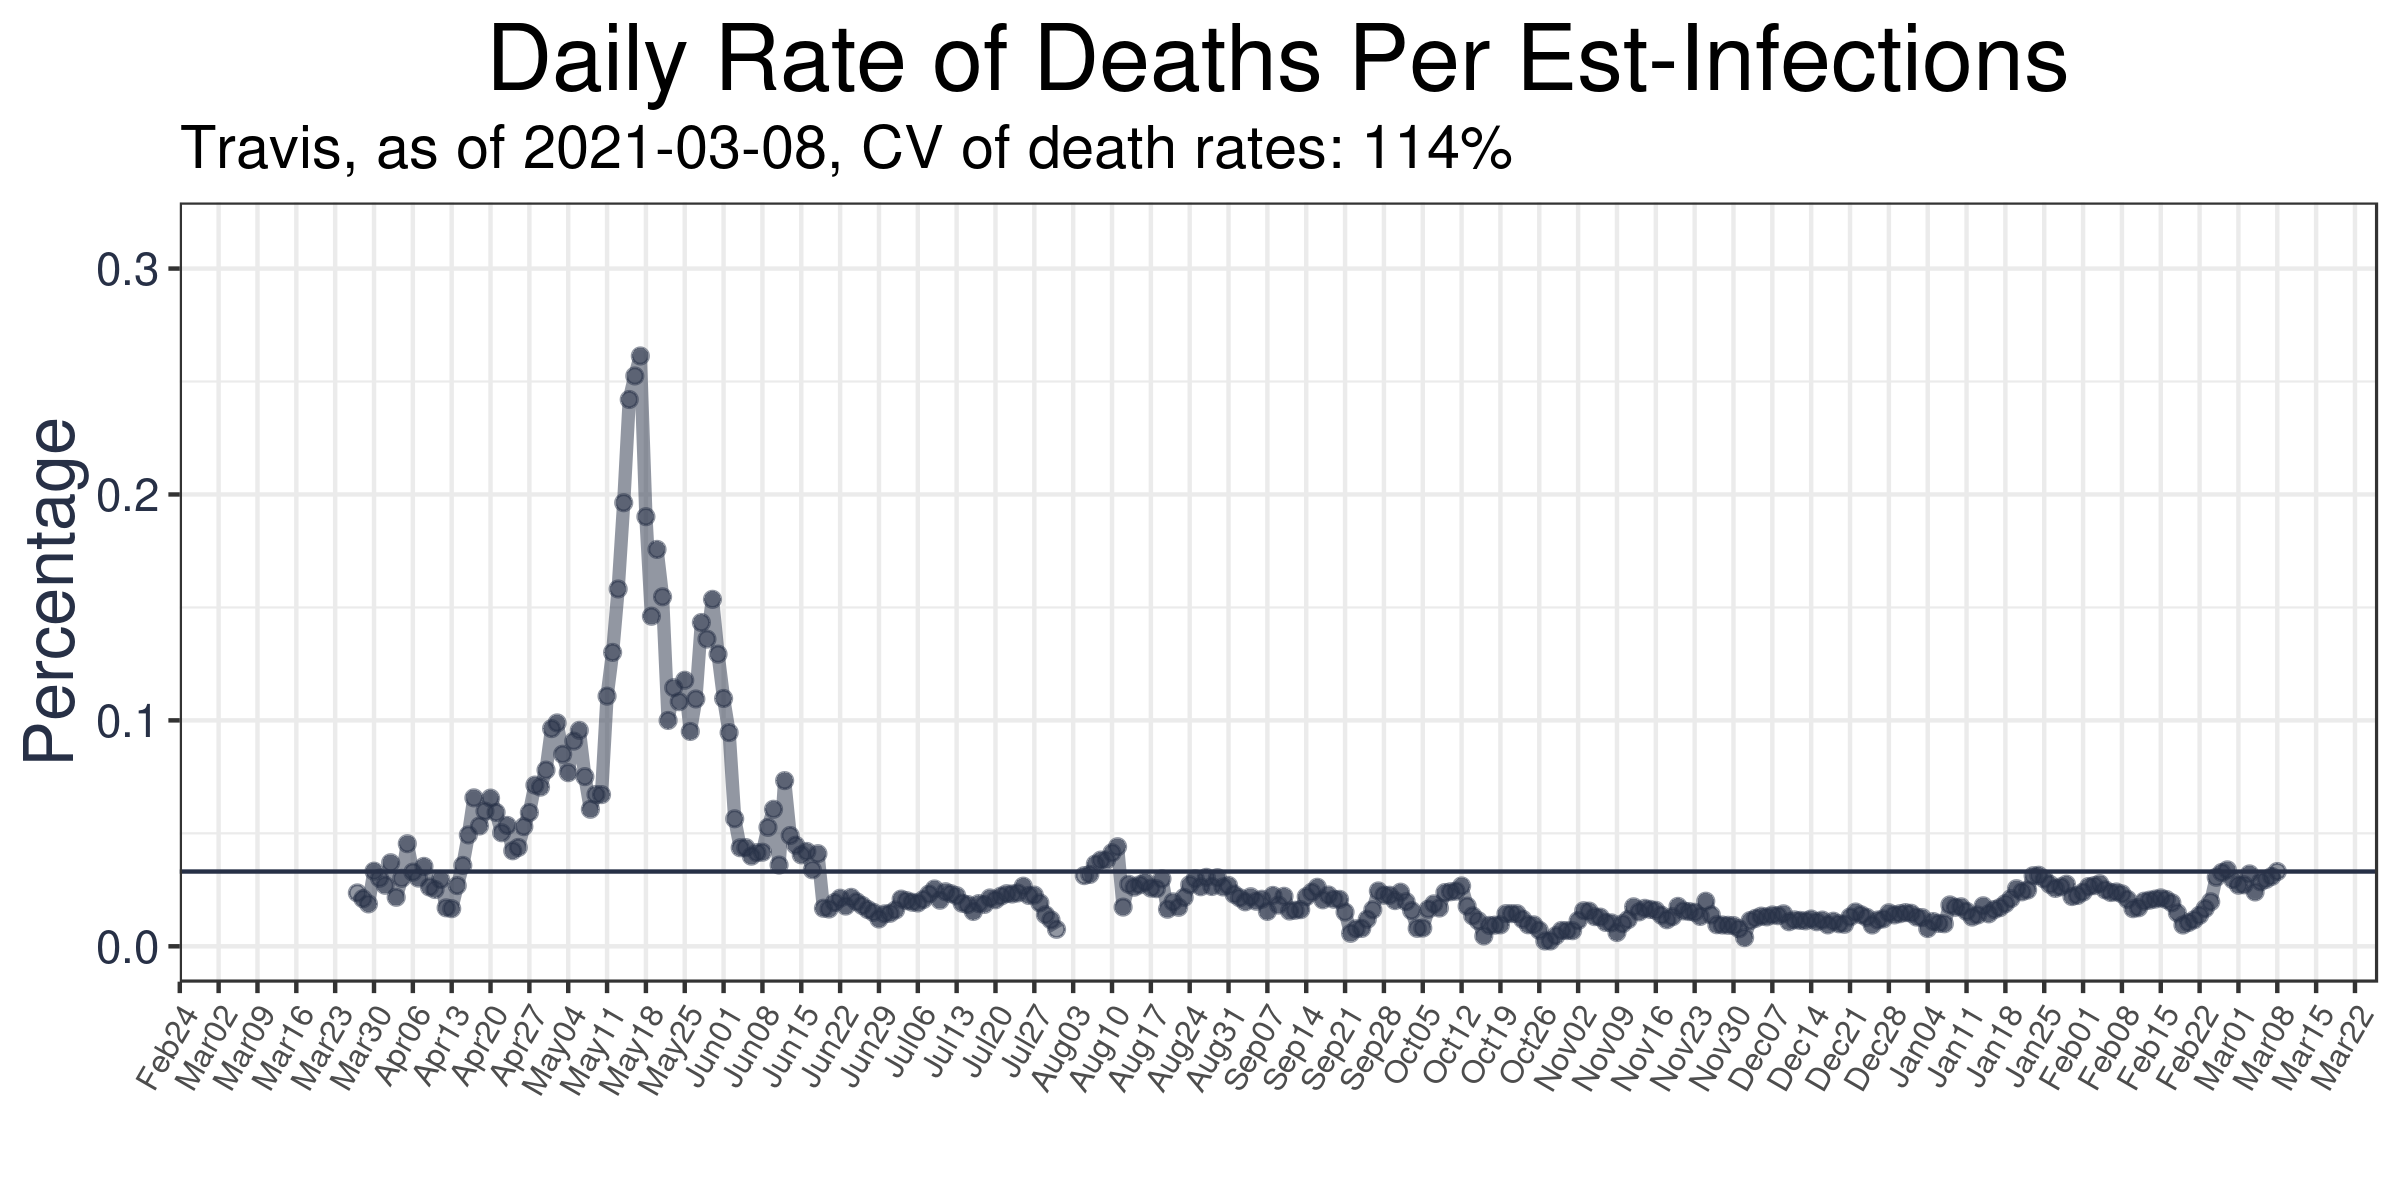 Daily Rate of Deaths Per Est-Infections
Travis, as of 2021-03-08, CV of death rates: 114%
Percentage
0.3
0.2
0.1
0.0
Feb24 Mar02 Mar09 Mar16 Mar23 Mar30 Apr06 Apr13 Apr20 Apr27 May04 May11 May18 May25 Jun01 Jun08 Jun15 Jun22 Jun29 Jul06 Jul13 Jul20 Jul27 Aug03 Aug10 Aug17 Aug24 Aug31 Sep07 Sep14 Sep21 Sep28 Oct05 Oct12 Oct19 Oct26 Nov02 Nov09 Nov16 Nov23 Nov30 Dec07 Dec14 Dec21 Dec28 Jan04 Jan11 Jan18 Jan25 Feb01 Feb08 Feb15 Feb22 Mar01 Mar08 Mar15 Mar22